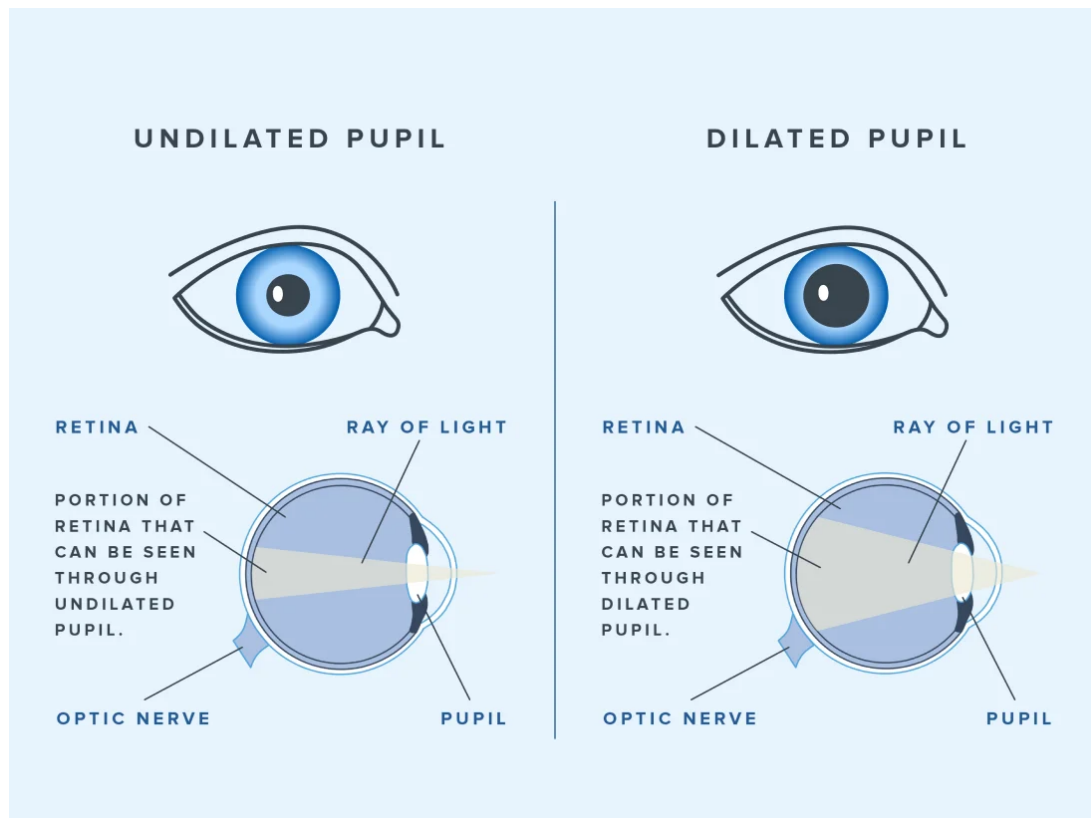 UNDILATED PUPIL
RETINA
RAY OF LIGHT
PORTION OF
RETINA THAT
CAN BE SEEN
THROUGH
UNDILATED
PUPIL.
OPTIC NERVE
PUPIL
DILATED PUPIL
RETINA
RAY OF LIGHT
PORTION OF
RETINA THAT
CAN BE SEEN
THROUGH
DILATED
PUPIL.
OPTIC NERVE
PUPIL